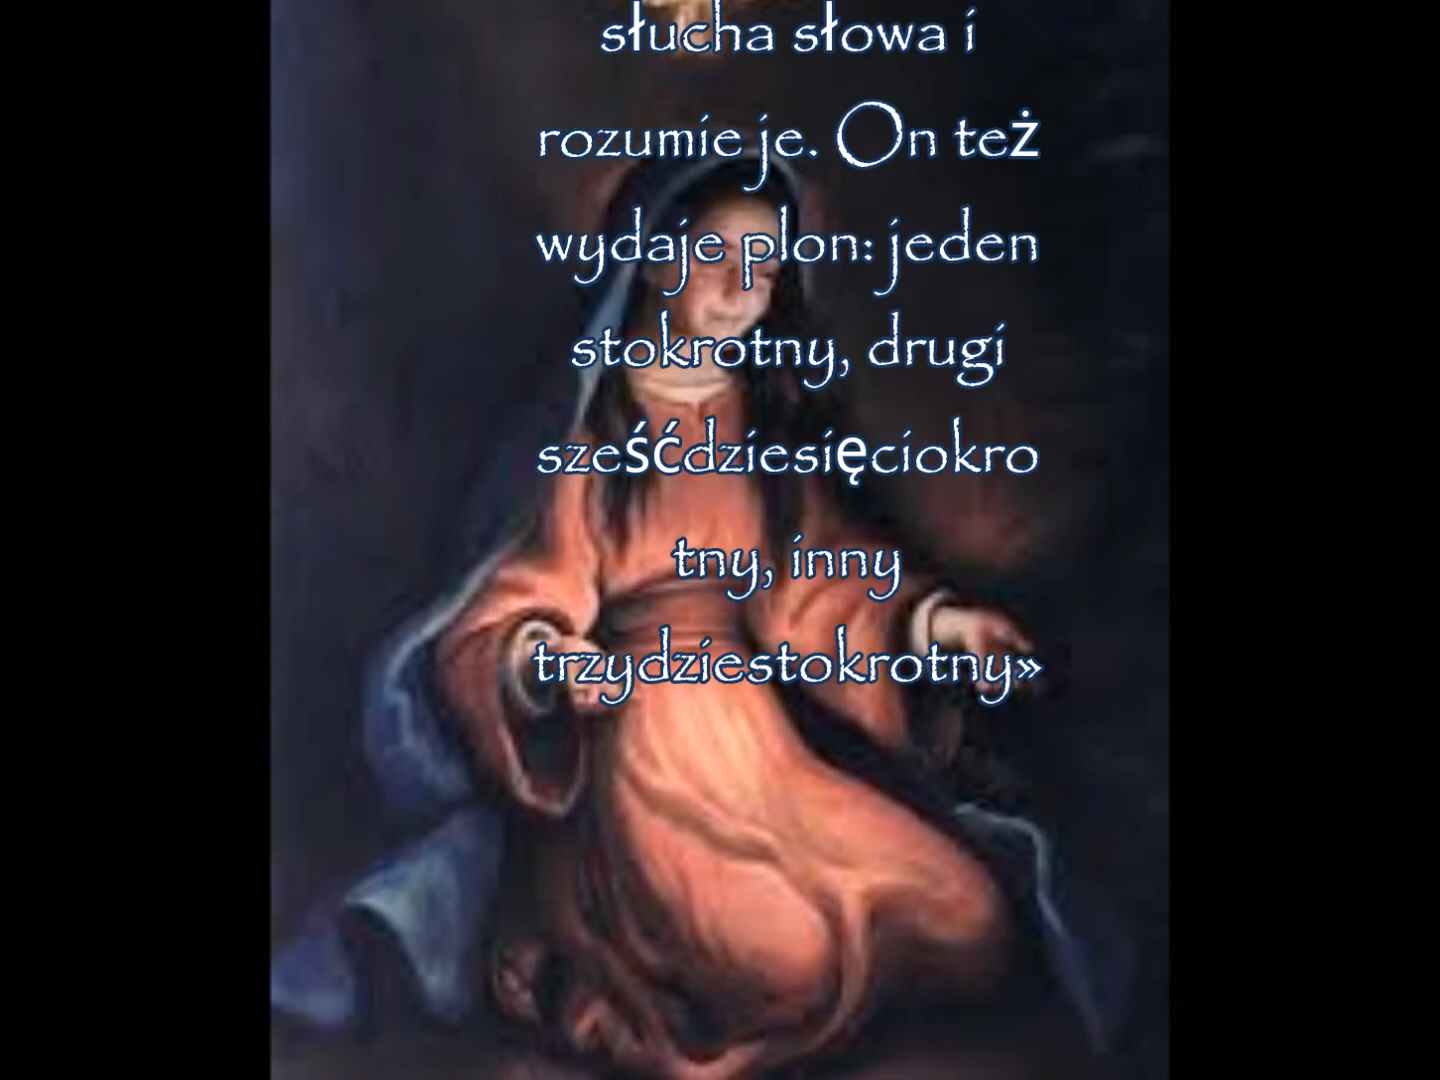 słucha słowa i
rozumie je. On też
wydaje plon: jeden
stokrotny, drugi
sześćdziesięciokro
tny, inny
trzydziestokrotny»